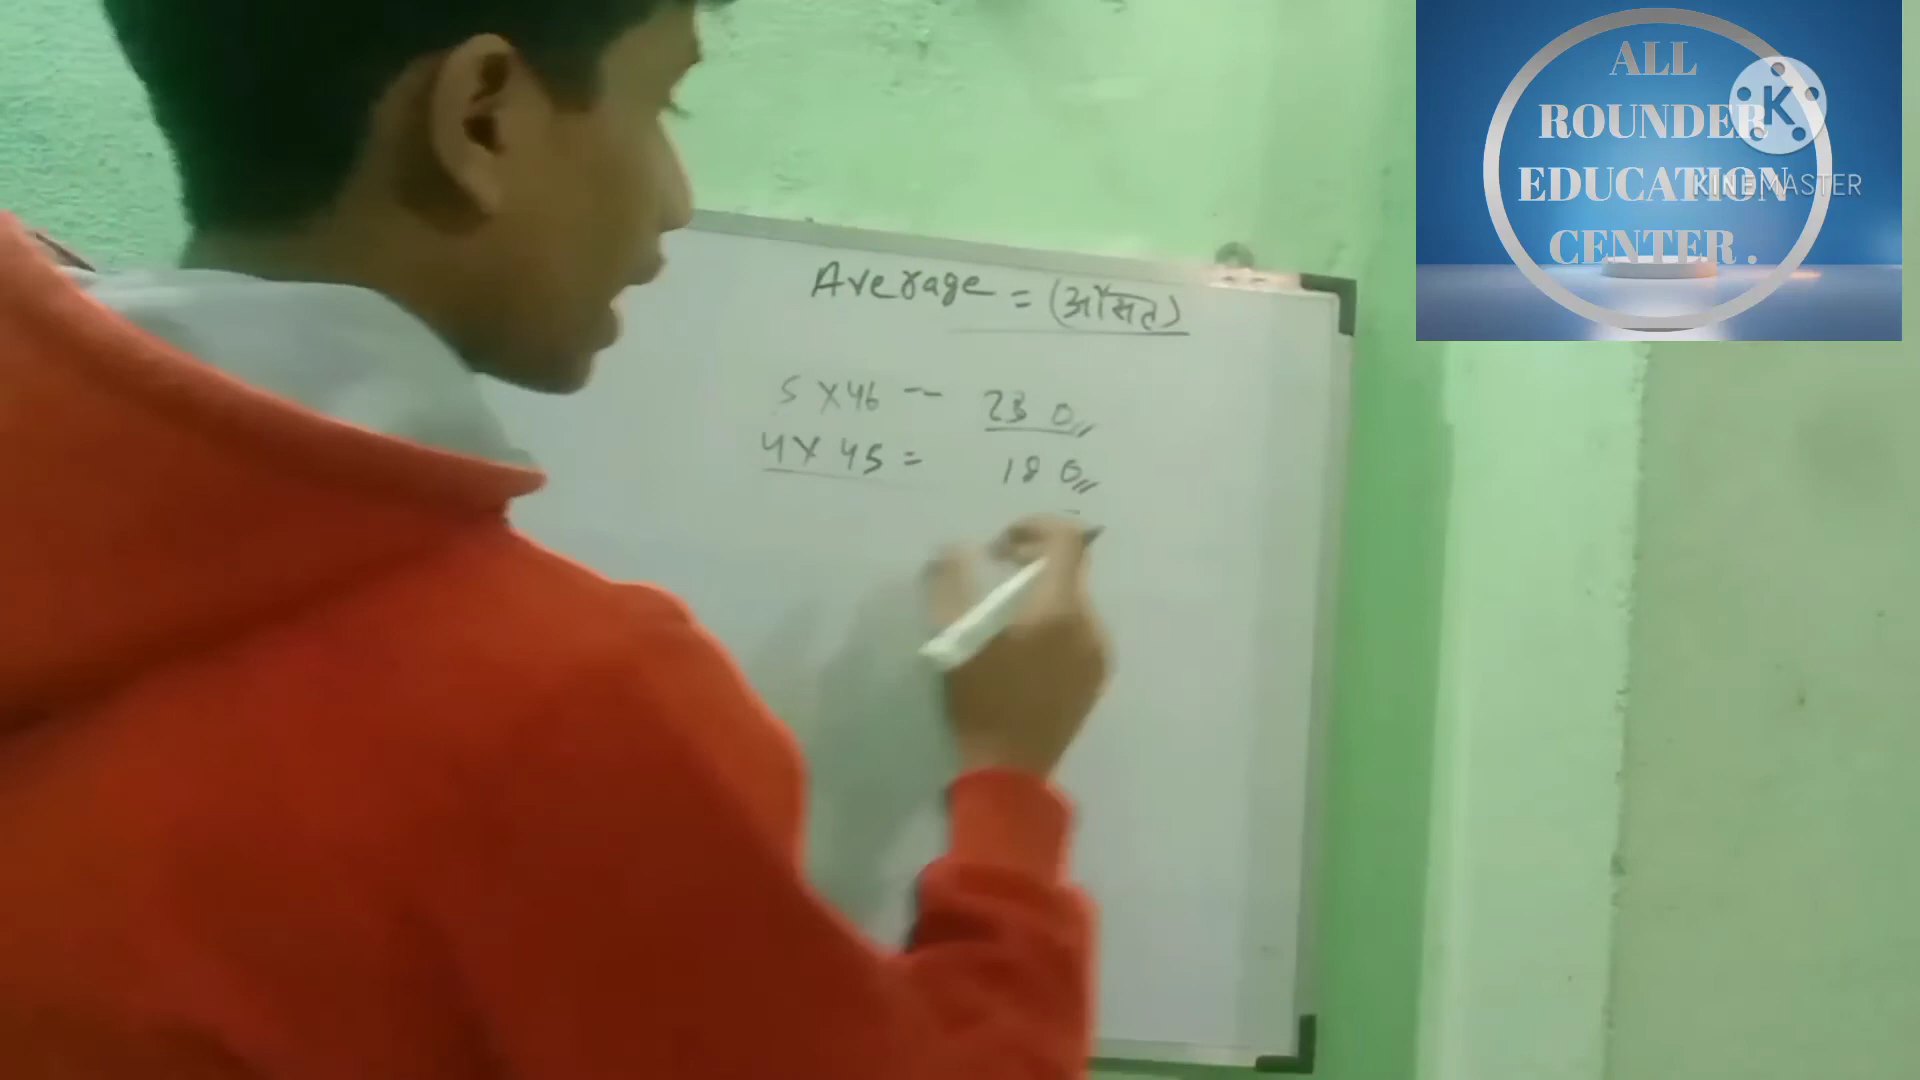 ALL
ROUNDER
EDUCATION
CENTER.
K
KINEMASTER
Average = (औसत)
5 X 46 — 230
4 X 45 = 180